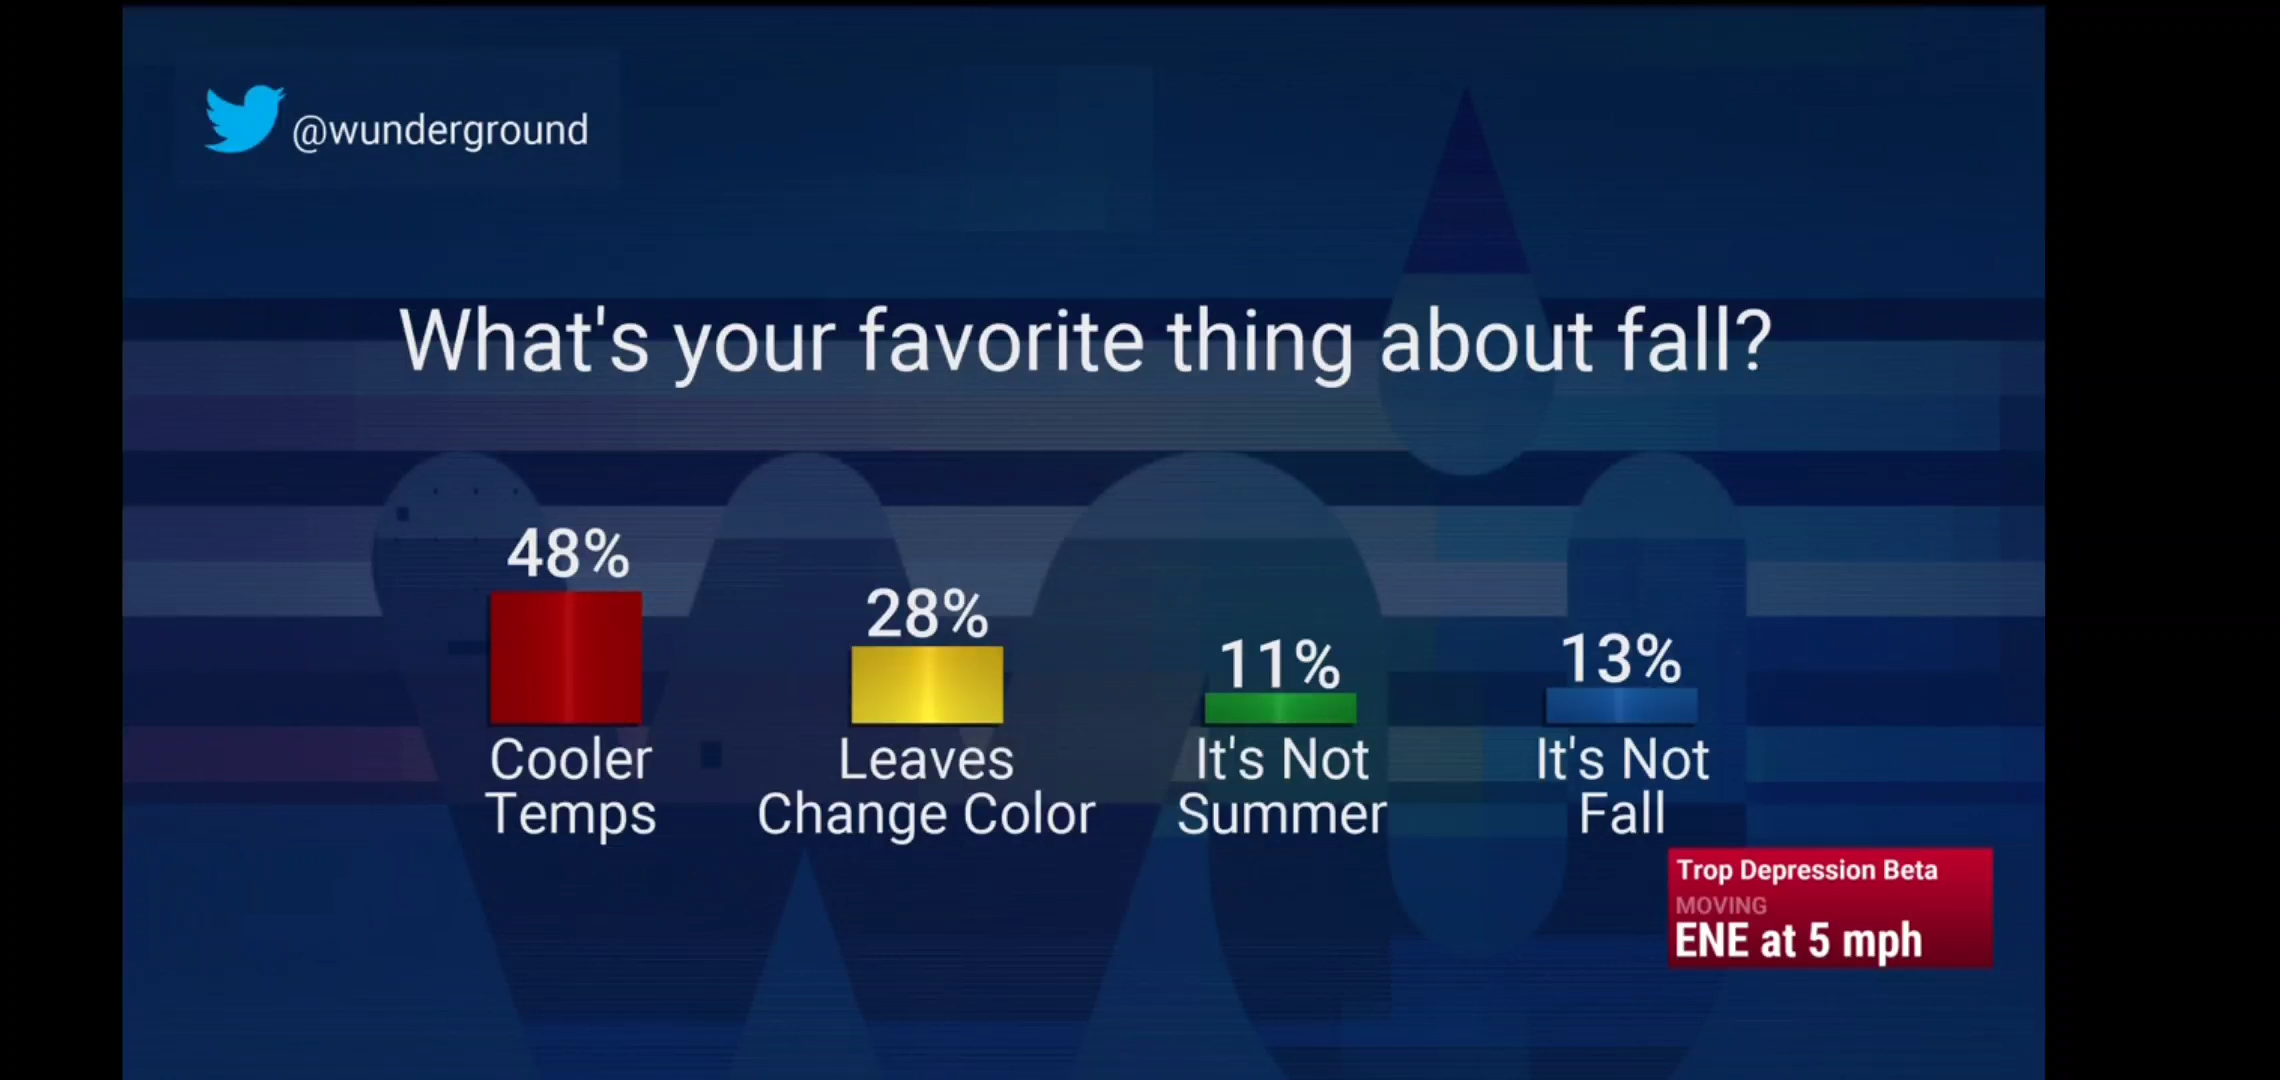 @wunderground
What's your favorite thing about fall?
48%
28%
11%
13%
Cooler
Temps
Leaves
Change Color
It's Not
Summer
It's Not
Fall
Trop Depression Beta
MOVING
ENE at 5 mph